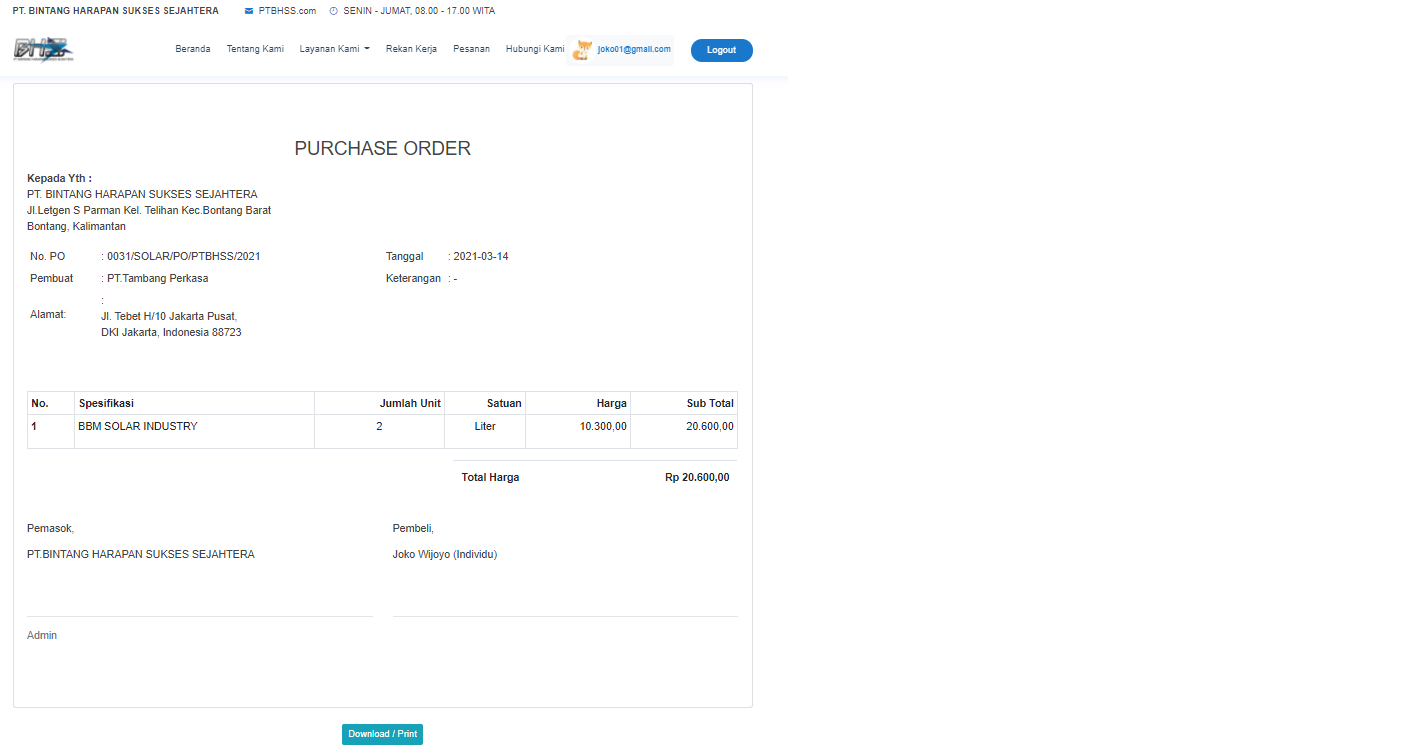 PT. BINTANG HARAPAN SUKSES SEJAHTERA PTBHSS.com SENIN - JUMAT, 08.00 - 17.00 WITA
Beranda Tentang Kami Layanan Kami Rekan Kerja Pesanan Hubungi Kami joko01@gmail.com Logout
PURCHASE ORDER
Kepada Yth :
PT. BINTANG HARAPAN SUKSES SEJAHTERA
Jl.Letgen S Parman Kel. Telihan Kec.Bontang Barat
Bontang, Kalimantan
No. PO : 0031/SOLAR/PO/PTBHSS/2021 Tanggal : 2021-03-14
Pembuat : PT.Tambang Perkasa Keterangan : -
Alamat: :
Jl. Tebet H/10 Jakarta Pusat,
DKI Jakarta, Indonesia 88723
No. Spesifikasi Jumlah Unit Satuan Harga Sub Total
1 BBM SOLAR INDUSTRY 2 Liter 10.300,00 20.600,00
Total Harga Rp 20.600,00
Pemasok, Pembeli,
PT.BINTANG HARAPAN SUKSES SEJAHTERA Joko Wijoyo (Individu)
Admin
Download / Print